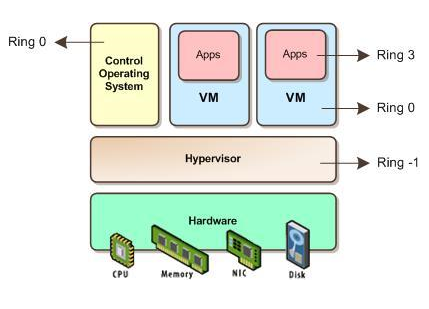 Ring 0
Control
Operating
System
Apps
VM
Apps
VM
Ring 3
Ring 0
Hypervisor
Ring -1
Hardware
CPU
Memory
NIC
Disk